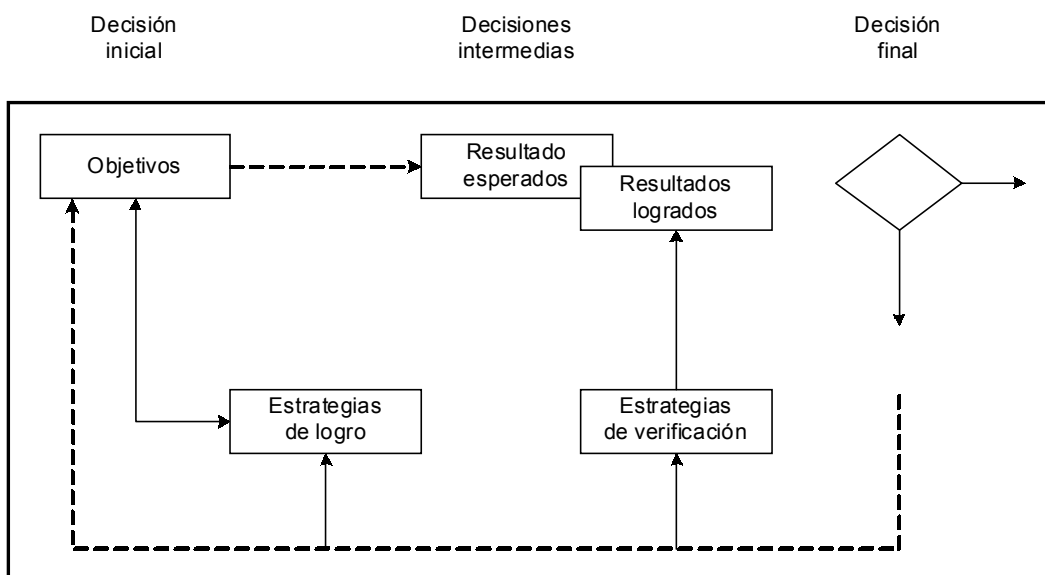 Decisión
inicial
Decisiones
intermedias
Decisión
final
Objetivos
Resultado
esperados
Resultados
logrados
Estrategias
de logro
Estrategias
de verificación